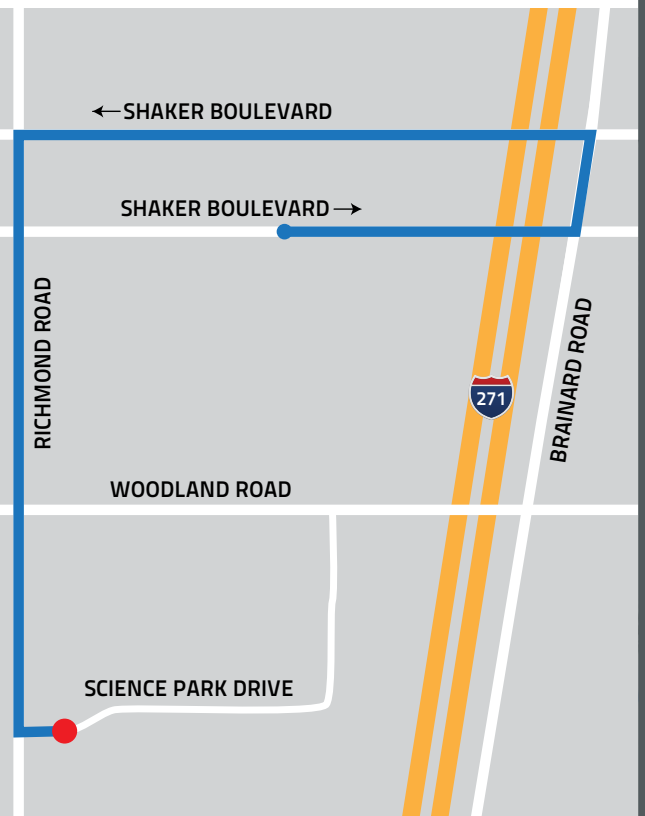 ←SHAKER BOULEVARD
SHAKER BOULEVARD→
RICHMOND ROAD
BRAINARD ROAD
271
WOODLAND ROAD
SCIENCE PARK DRIVE